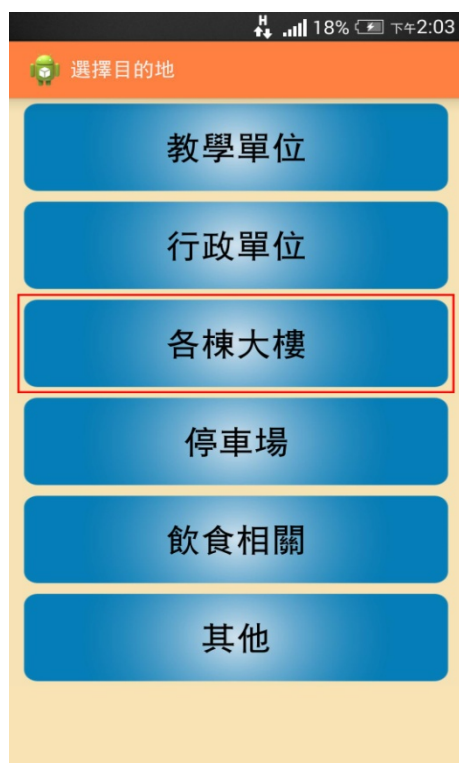 H 18% 下午2:03
選擇目的地
教學單位
行政單位
各棟大樓
停車場
飲食相關
其他